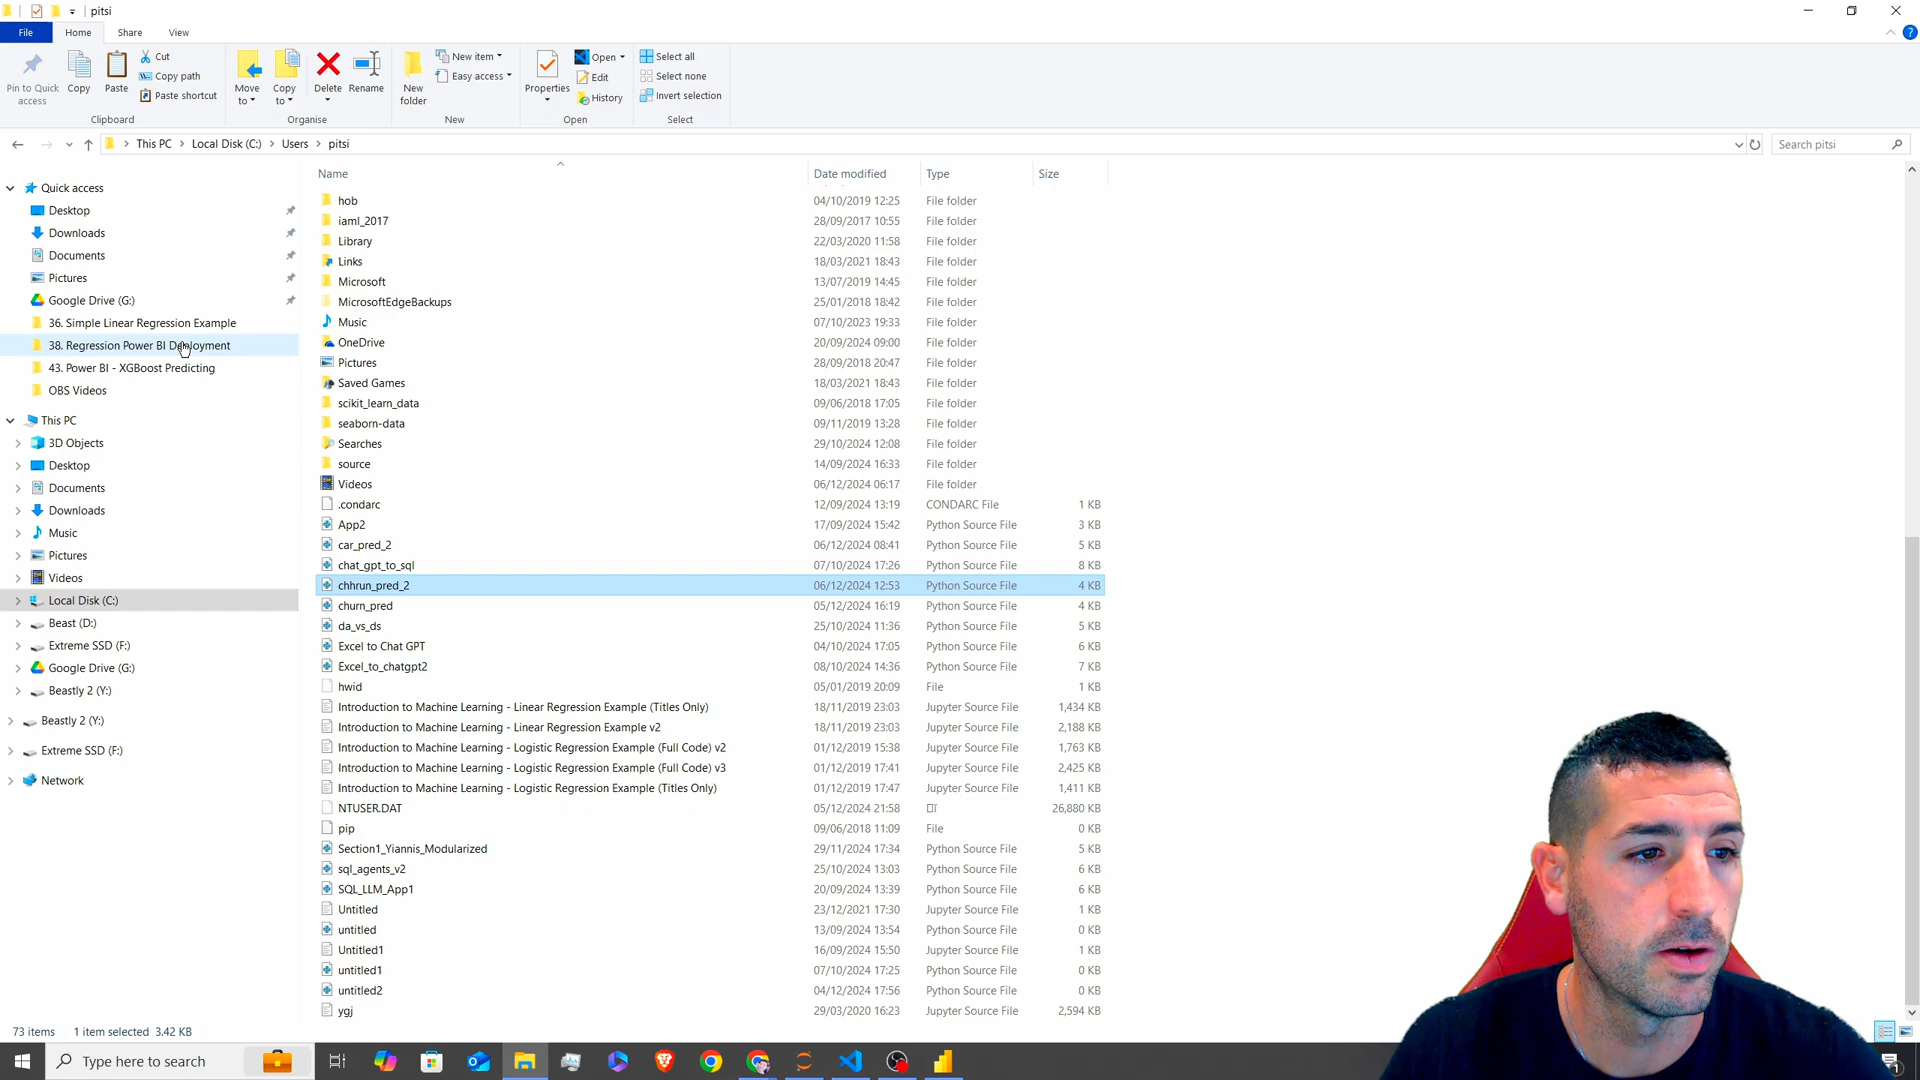 pitsi
File Home Share View
Pin to Quick access
Copy
Paste
Cut
Copy path
Paste shortcut
Clipboard
Move to
Copy to
Delete
Rename
Organise
New folder
New item
Easy access
New
Properties
Open
Edit
History
Open
Select all
Select none
Invert selection
Select
This PC > Local Disk (C:) > Users > pitsi
Search pitsi
Quick access
Desktop
Downloads
Documents
Pictures
Google Drive (G:)
36. Simple Linear Regression Example
38. Regression Power BI Deployment
43. Power BI - XGBoost Predicting
OBS Videos
This PC
3D Objects
Desktop
Documents
Downloads
Music
Pictures
Videos
Local Disk (C:)
Beast (D:)
Extreme SSD (F:)
Google Drive (G:)
Beastly 2 (Y:)
Beastly 2 (Y:)
Extreme SSD (F:)
Network
Name Date modified Type Size
hob 04/10/2019 12:25 File folder
iaml_2017 28/09/2017 10:55 File folder
Library 22/03/2020 11:58 File folder
Links 18/03/2021 18:43 File folder
Microsoft 13/07/2019 14:45 File folder
MicrosoftEdgeBackups 25/01/2018 18:42 File folder
Music 07/10/2023 19:33 File folder
OneDrive 20/09/2024 09:00 File folder
Pictures 28/09/2018 20:47 File folder
Saved Games 18/03/2021 18:43 File folder
scikit_learn_data 09/06/2018 17:05 File folder
seaborn-data 09/11/2019 13:28 File folder
Searches 29/10/2024 12:08 File folder
source 14/09/2024 16:33 File folder
Videos 06/12/2024 06:17 File folder
.condarc 12/09/2024 13:19 CONDARC File 1 KB
App2 17/09/2024 15:42 Python Source File 3 KB
car_pred_2 06/12/2024 08:41 Python Source File 5 KB
chat_gpt_to_sql 07/10/2024 17:26 Python Source File 8 KB
chhrun_pred_2 06/12/2024 12:53 Python Source File 4 KB
churn_pred 05/12/2024 16:19 Python Source File 4 KB
da_vs_ds 25/10/2024 11:36 Python Source File 5 KB
Excel to Chat GPT 04/10/2024 17:05 Python Source File 6 KB
Excel_to_chatgpt2 08/10/2024 14:36 Python Source File 7 KB
hwid 05/01/2019 20:09 File 1 KB
Introduction to Machine Learning - Linear Regression Example (Titles Only) 18/11/2019 23:03 Jupyter Source File 1,434 KB
Introduction to Machine Learning - Linear Regression Example v2 18/11/2019 23:03 Jupyter Source File 2,188 KB
Introduction to Machine Learning - Logistic Regression Example (Full Code) v2 01/12/2019 15:38 Jupyter Source File 1,763 KB
Introduction to Machine Learning - Logistic Regression Example (Full Code) v3 01/12/2019 17:41 Jupyter Source File 2,425 KB
Introduction to Machine Learning - Logistic Regression Example (Titles Only) 01/12/2019 17:47 Jupyter Source File 1,411 KB
NTUSER.DAT 05/12/2024 21:58 26,880 KB
pip 09/06/2018 11:09 File 0 KB
Section1_Yiannis_Modularized 29/11/2024 17:34 Python Source File 5 KB
sql_agents_v2 25/10/2024 13:03 Python Source File 6 KB
SQL_LLM_App1 20/09/2024 13:39 Python Source File 6 KB
Untitled 23/12/2021 17:30 Jupyter Source File 1 KB
untitled 13/09/2024 13:54 Python Source File 0 KB
Untitled1 16/09/2024 15:50 Jupyter Source File 1 KB
untitled1 07/10/2024 17:25 Python Source File 0 KB
untitled2 04/12/2024 17:56 Python Source File 0 KB
ygj 29/03/2020 16:23 Jupyter Source File 2,594 KB
73 items 1 item selected 3.42 KB
Type here to search
1